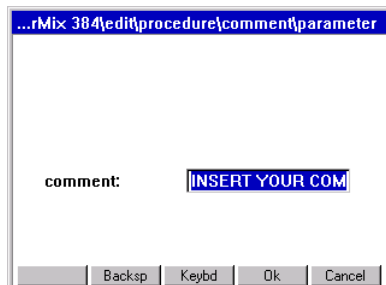 ...rMix 384\edit\procedure\comment\parameter
comment: INSERT YOUR COM
Backsp Keybd Ok Cancel